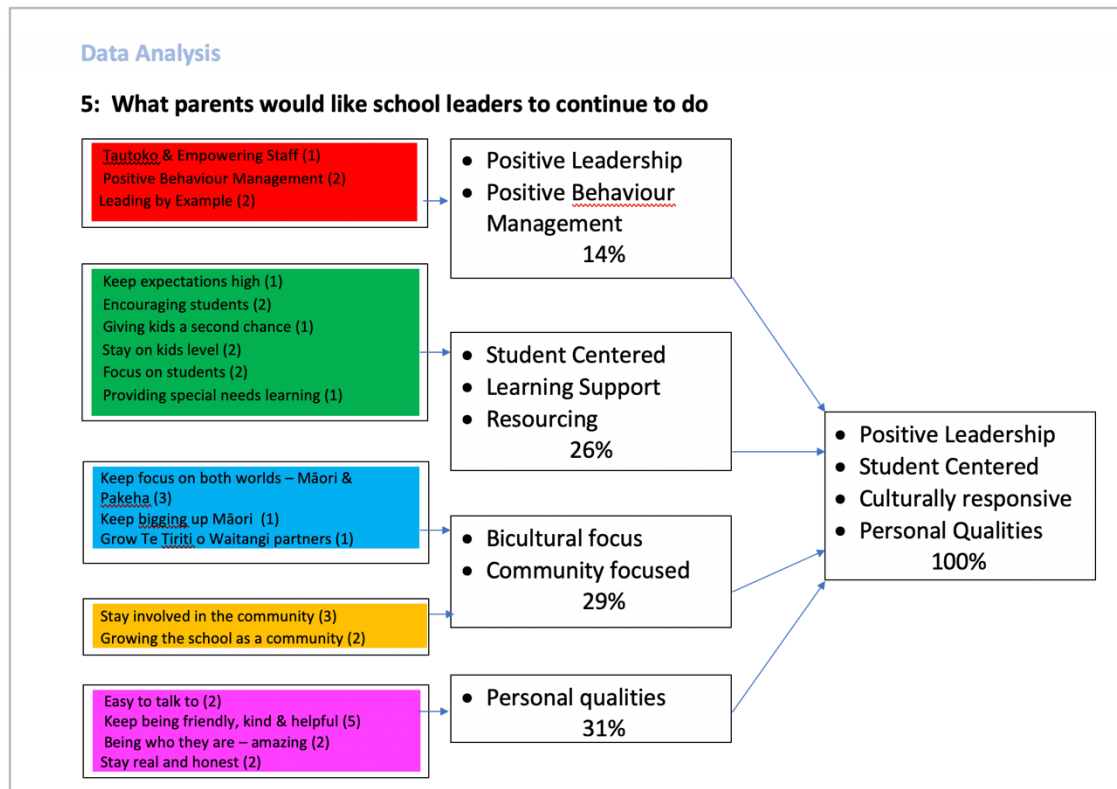 Data Analysis
5: What parents would like school leaders to continue to do
Tautoko & Empowering Staff (1)
Positive Behaviour Management (2)
Leading by Example (2)
• Positive Leadership
• Positive Behaviour
Management
14%
Keep expectations high (1)
Encouraging students (2)
Giving kids a second chance (1)
Stay on kids level (2)
Focus on students (2)
Providing special needs learning (1)
• Student Centered
• Learning Support
• Resourcing
26%
Keep focus on both worlds – Māori &
Pakeha (3)
Keep bigging up Māori (1)
Grow Te Tiriti o Waitangi partners (1)
Stay involved in the community (3)
Growing the school as a community (2)
• Bicultural focus
• Community focused
29%
Easy to talk to (2)
Keep being friendly, kind & helpful (5)
Being who they are – amazing (2)
Stay real and honest (2)
• Personal qualities
31%
• Positive Leadership
• Student Centered
• Culturally responsive
• Personal Qualities
100%